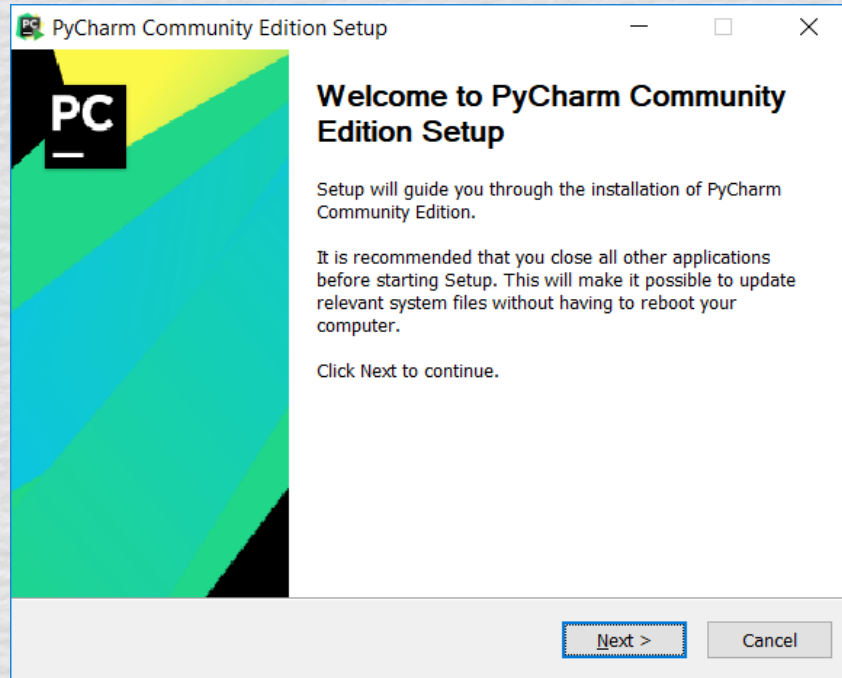 PyCharm Community Edition Setup
PC
Welcome to PyCharm Community
Edition Setup
Setup will guide you through the installation of PyCharm
Community Edition.
It is recommended that you close all other applications
before starting Setup. This will make it possible to update
relevant system files without having to reboot your
computer.
Click Next to continue.
Next >
Cancel